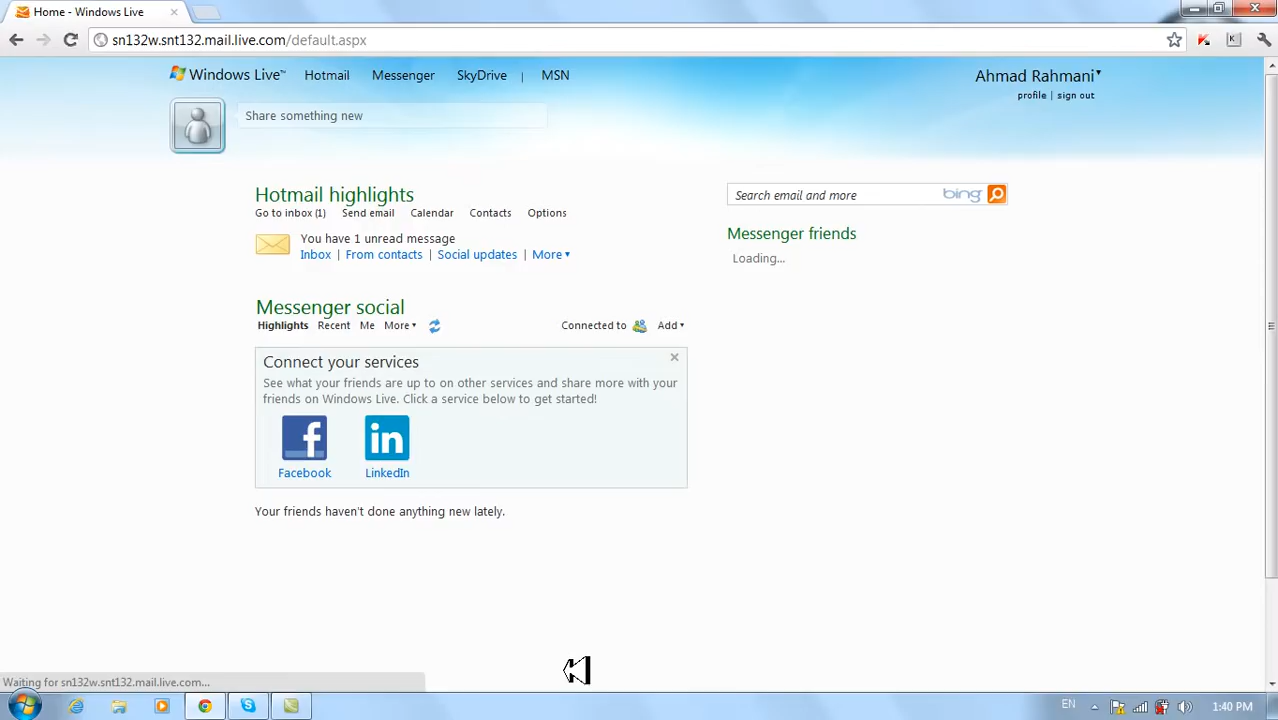 Home - Windows Live
sn132w.snt132.mail.live.com/default.aspx
Windows Live™ Hotmail Messenger SkyDrive | MSN
Ahmad Rahmani
profile | sign out
Share something new
Hotmail highlights
Go to inbox (1) Send email Calendar Contacts Options
You have 1 unread message
Inbox | From contacts | Social updates | More
Search email and more bing
Messenger friends
Loading...
Messenger social
Highlights Recent Me More Connected to Add
Connect your services
See what your friends are up to on other services and share more with your
friends on Windows Live. Click a service below to get started!
f in
Facebook LinkedIn
Your friends haven't done anything new lately.
Waiting for sn132w.snt132.mail.live.com...
EN 1:40 PM